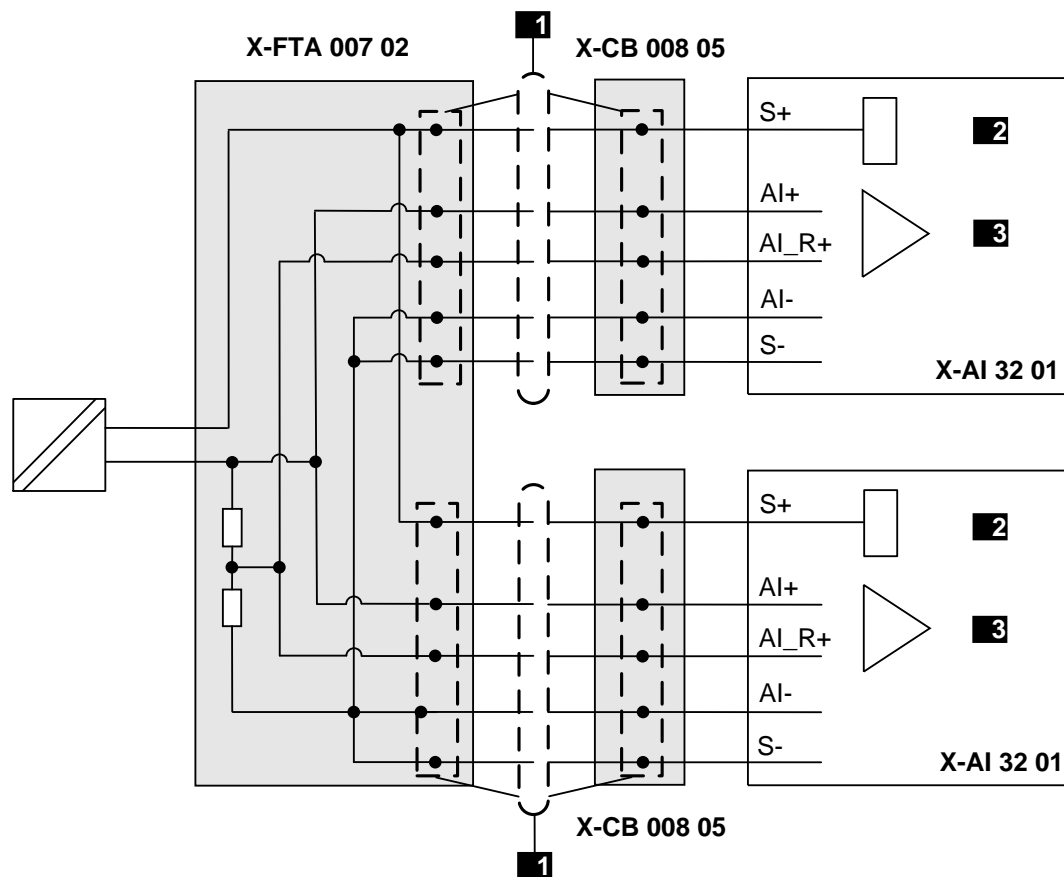 1
X-FTA 007 02
X-CB 008 05
S+
2
AI+
3
AI_R+
AI-
S-
X-AI 32 01
S+
2
AI+
3
AI_R+
AI-
S-
X-AI 32 01
X-CB 008 05
1